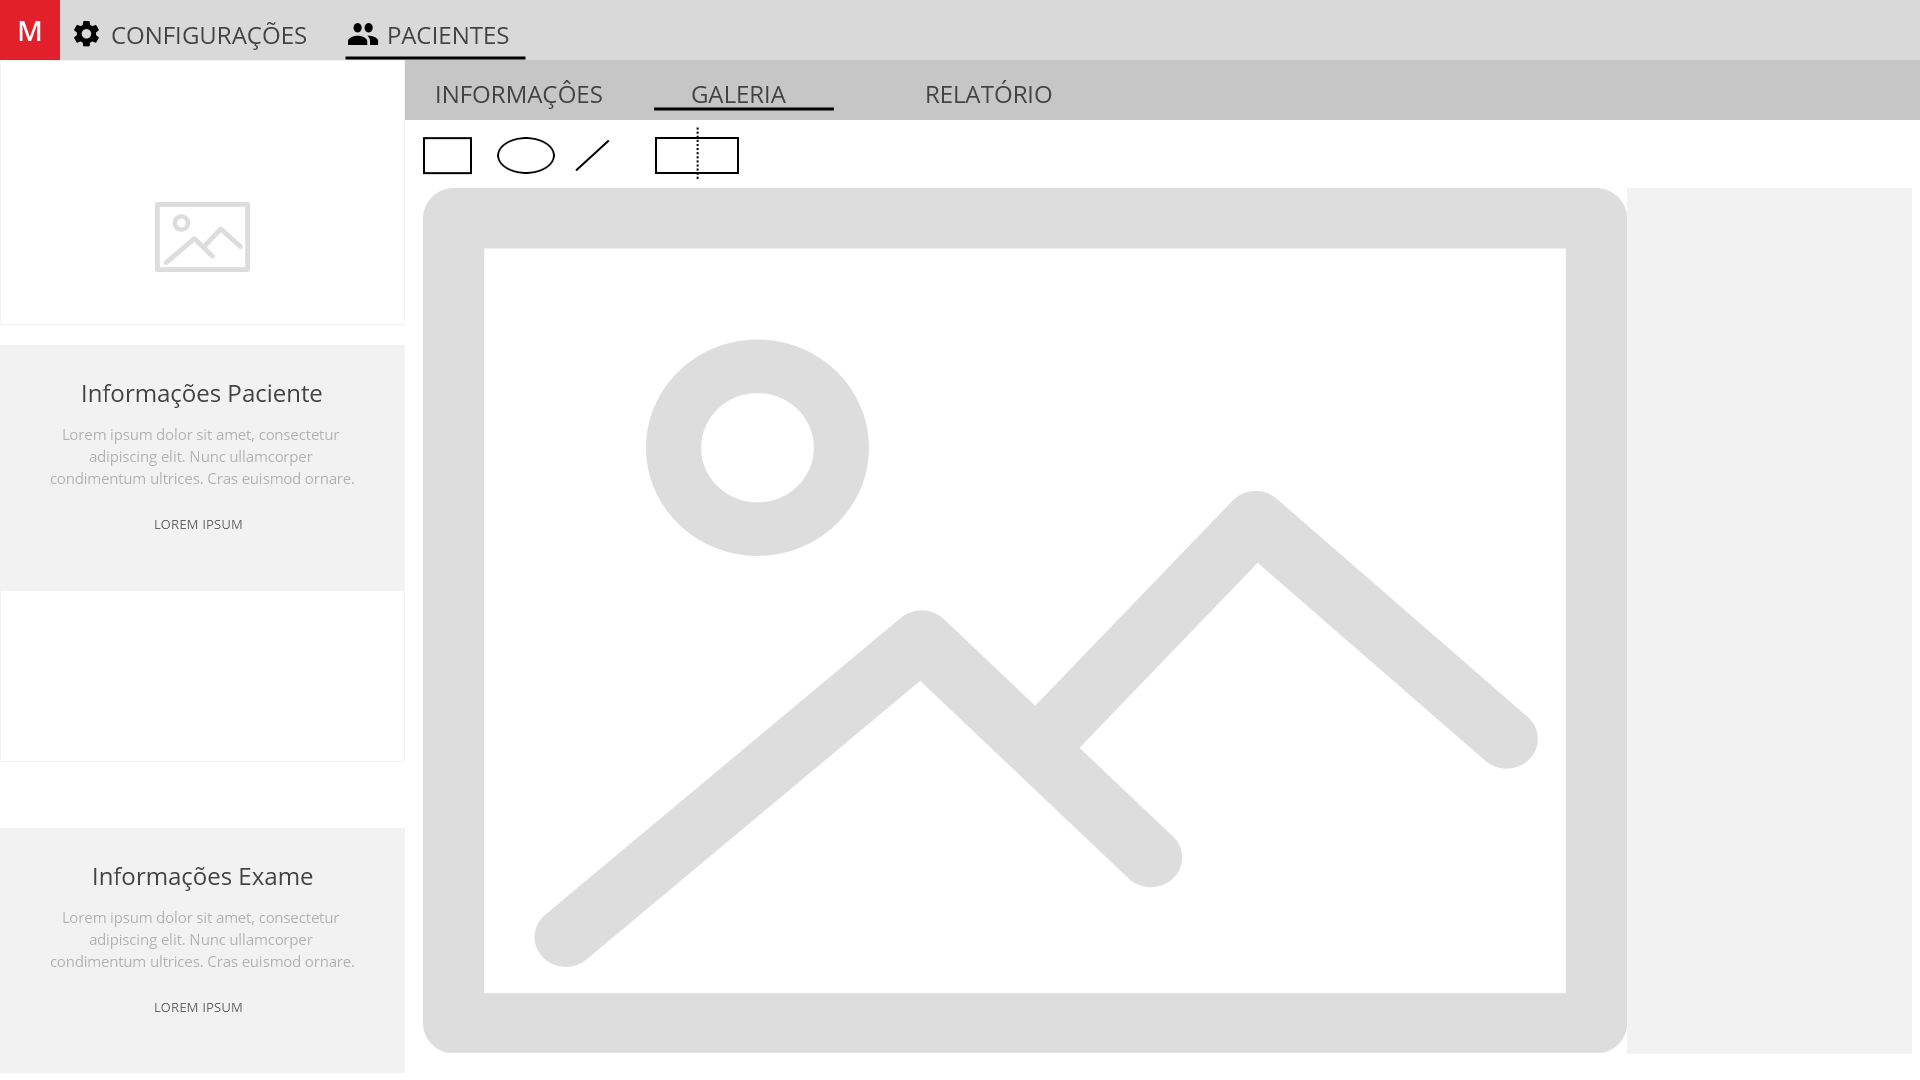 M
CONFIGURAÇÕES
PACIENTES
INFORMAÇÔES
GALERIA
RELATÓRIO
Informações Paciente
Lorem ipsum dolor sit amet, consectetur
adipiscing elit. Nunc ullamcorper
condimentum ultrices. Cras euismod ornare.
LOREM IPSUM
Informações Exame
Lorem ipsum dolor sit amet, consectetur
adipiscing elit. Nunc ullamcorper
condimentum ultrices. Cras euismod ornare.
LOREM IPSUM